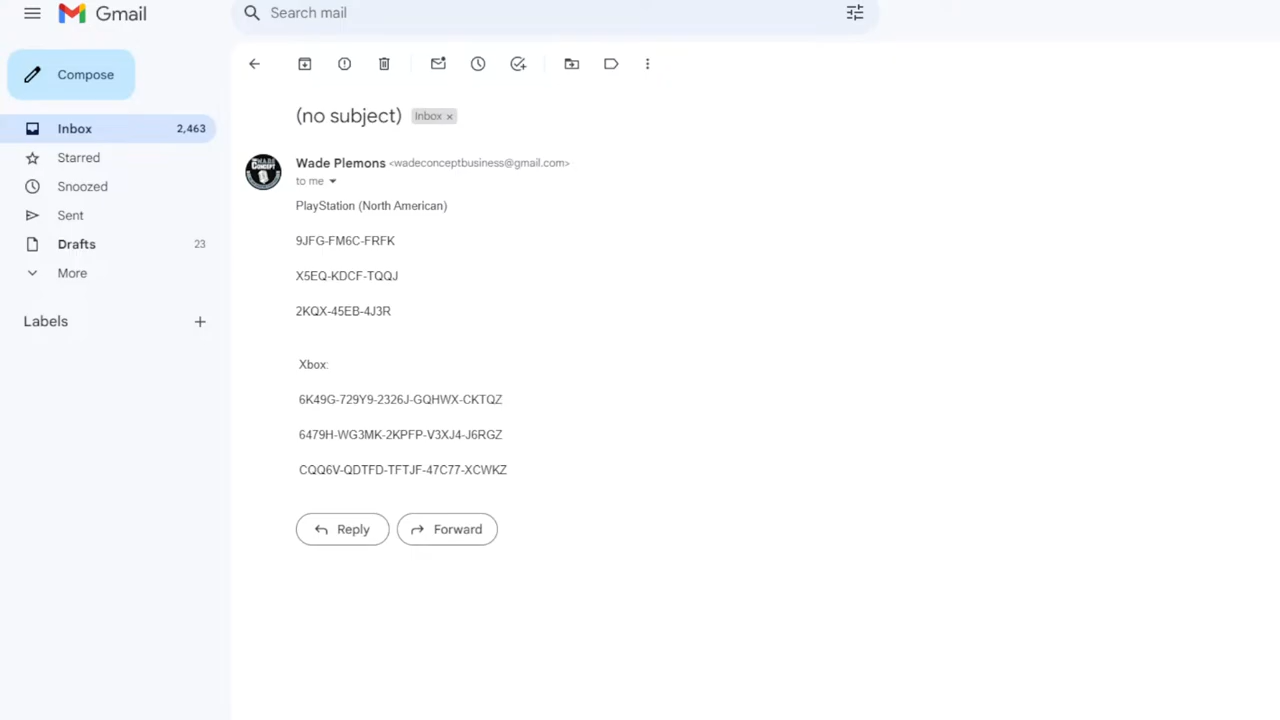 Gmail
Search mail
Compose
Inbox 2,463
Starred
Snoozed
Sent
Drafts 23
More
Labels
(no subject) Inbox x
Wade Plemons <wadeconceptbusiness@gmail.com>
to me
PlayStation (North American)
9JFG-FM6C-FRFK
X5EQ-KDCF-TQQJ
2KQX-45EB-4J3R
Xbox:
6K49G-729Y9-2326J-GQHWX-CKTQZ
6479H-WG3MK-2KPFP-V3XJ4-J6RGZ
CQQ6V-QDTFD-TFTJF-47C77-XCWKZ
Reply Forward